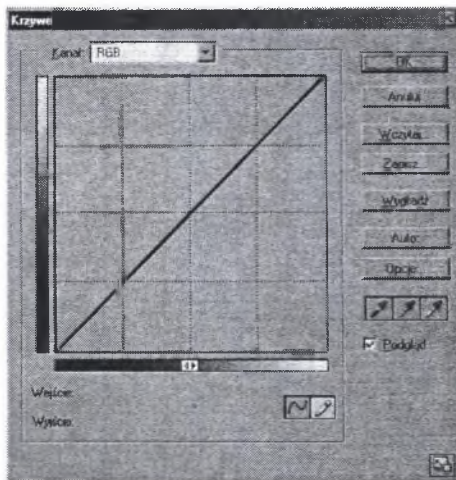 Krzywe
Kanał: RGB
OK
Anuluj
Wczytaj...
Zapisz...
Wygładź
Auto
Opcje...
Podgląd
Wejście:
Wyjście: